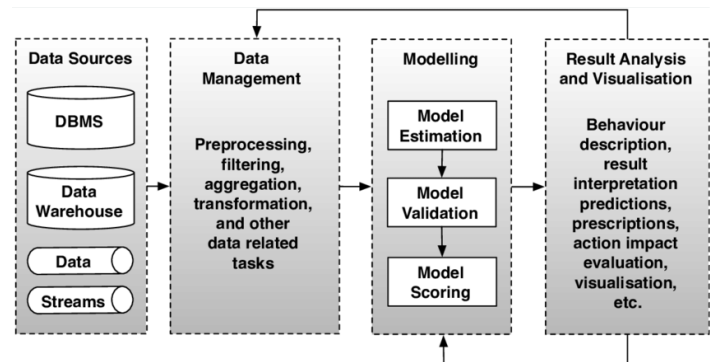 Data Sources
DBMS
Data
Warehouse
Data
Streams
Data
Management
Preprocessing,
filtering,
aggregation,
transformation,
and other
data related
tasks
Modelling
Model
Estimation
Model
Validation
Model
Scoring
Result Analysis
and Visualisation
Behaviour
description,
result
interpretation
predictions,
prescriptions,
action impact
evaluation,
visualisation,
etc.